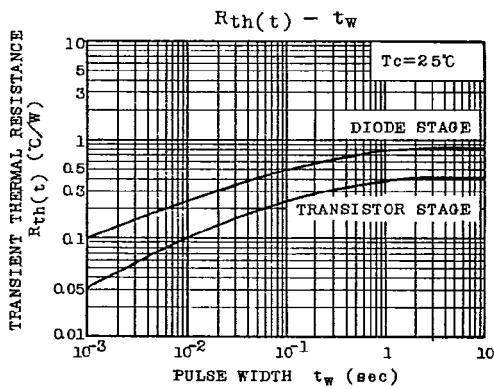 Rth(t) – tw
TRANSIENT THERMAL RESISTANCE
Rth(t) (℃/W)
10
5
3
1
0.5
0.3
0.1
0.05
0.01
Tc=25℃
DIODE STAGE
TRANSISTOR STAGE
10-3
10-2
10-1
1
10
PULSE WIDTH tw (sec)